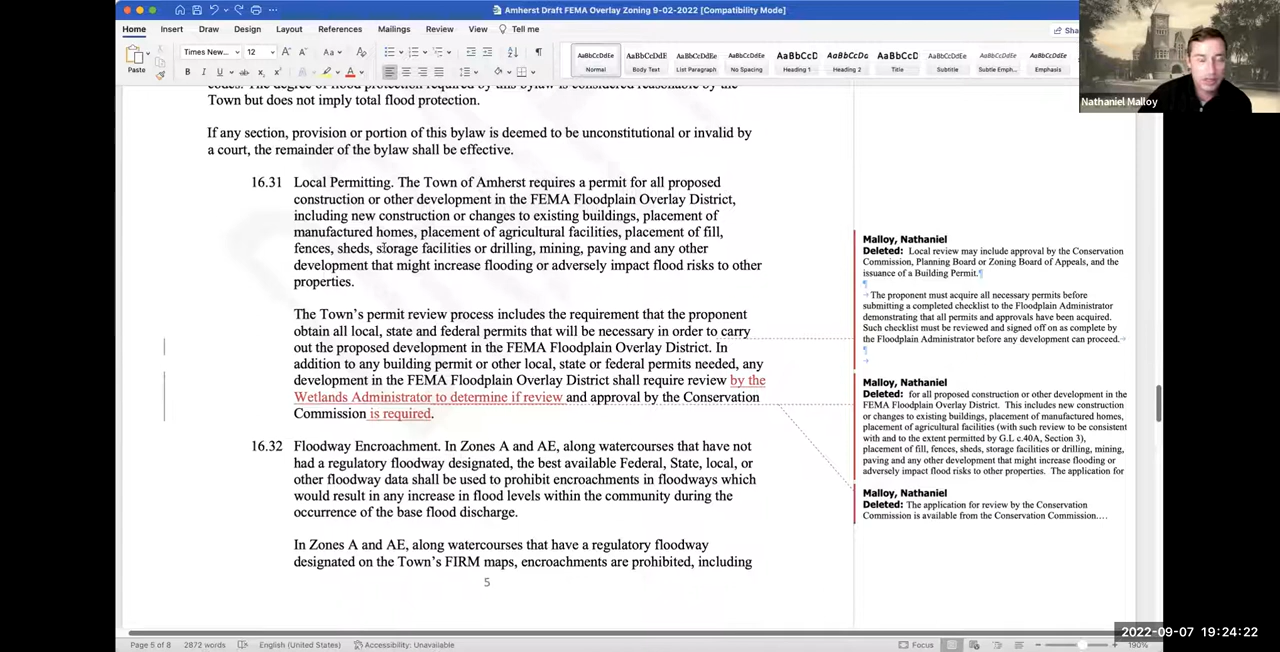 Amherst Draft FEMA Overlay Zoning 9-02-2022 [Compatibility Mode]
Home Insert Draw Design Layout References Mailings Review View Tell me
Paste
Times New... 12
AaBbCcDdEe AaBbCcDdEe AaBbCcDdEe AaBbCcDdEe AaBbCcD AaBbCcDdE AaBbCcD AaBbCcDdEe AaBbCcDdEe AaBbCcDdEe
Normal Body Text List Paragraph No Spacing Heading 1 Heading 2 Title Subtitle Subtle Emph... Emphasis
Nathaniel Malloy
Town but does not imply total flood protection.
If any section, provision or portion of this bylaw is deemed to be unconstitutional or invalid by
a court, the remainder of the bylaw shall be effective.
16.31 Local Permitting. The Town of Amherst requires a permit for all proposed
construction or other development in the FEMA Floodplain Overlay District,
including new construction or changes to existing buildings, placement of
manufactured homes, placement of agricultural facilities, placement of fill,
fences, sheds, storage facilities or drilling, mining, paving and any other
development that might increase flooding or adversely impact flood risks to other
properties.
The Town's permit review process includes the requirement that the proponent
obtain all local, state and federal permits that will be necessary in order to carry
out the proposed development in the FEMA Floodplain Overlay District. In
addition to any building permit or other local, state or federal permits needed, any
development in the FEMA Floodplain Overlay District shall require review by the
Wetlands Administrator to determine if review and approval by the Conservation
Commission is required.
16.32 Floodway Encroachment. In Zones A and AE, along watercourses that have not
had a regulatory floodway designated, the best available Federal, State, local, or
other floodway data shall be used to prohibit encroachments in floodways which
would result in any increase in flood levels within the community during the
occurrence of the base flood discharge.
In Zones A and AE, along watercourses that have a regulatory floodway
designated on the Town's FIRM maps, encroachments are prohibited, including
5
Malloy, Nathaniel
Deleted: Local review may include approval by the Conservation
Commission, Planning Board or Zoning Board of Appeals, and the
issuance of a Building Permit.¶
¶
The proponent must acquire all necessary permits before
submitting a completed checklist to the Floodplain Administrator
demonstrating that all permits and approvals have been acquired.
Such checklist must be reviewed and signed off on as complete by
the Floodplain Administrator before any development can proceed.
¶
Malloy, Nathaniel
Deleted: for all proposed construction or other development in the
FEMA Floodplain Overlay District. This includes new construction
or changes to existing buildings, placement of manufactured homes,
placement of agricultural facilities (with such review to be consistent
with and to the extent permitted by G.L c.40A, Section 3),
placement of fill, fences, sheds, storage facilities or drilling, mining,
paving and any other development that might increase flooding or
adversely impact flood risks to other properties. The application for
Malloy, Nathaniel
Deleted: The application for review by the Conservation
Commission is available from the Conservation Commission....
Page 5 of 8 2872 words English (United States) Accessibility: Unavailable Focus 190%
2022-09-07 19:24:22